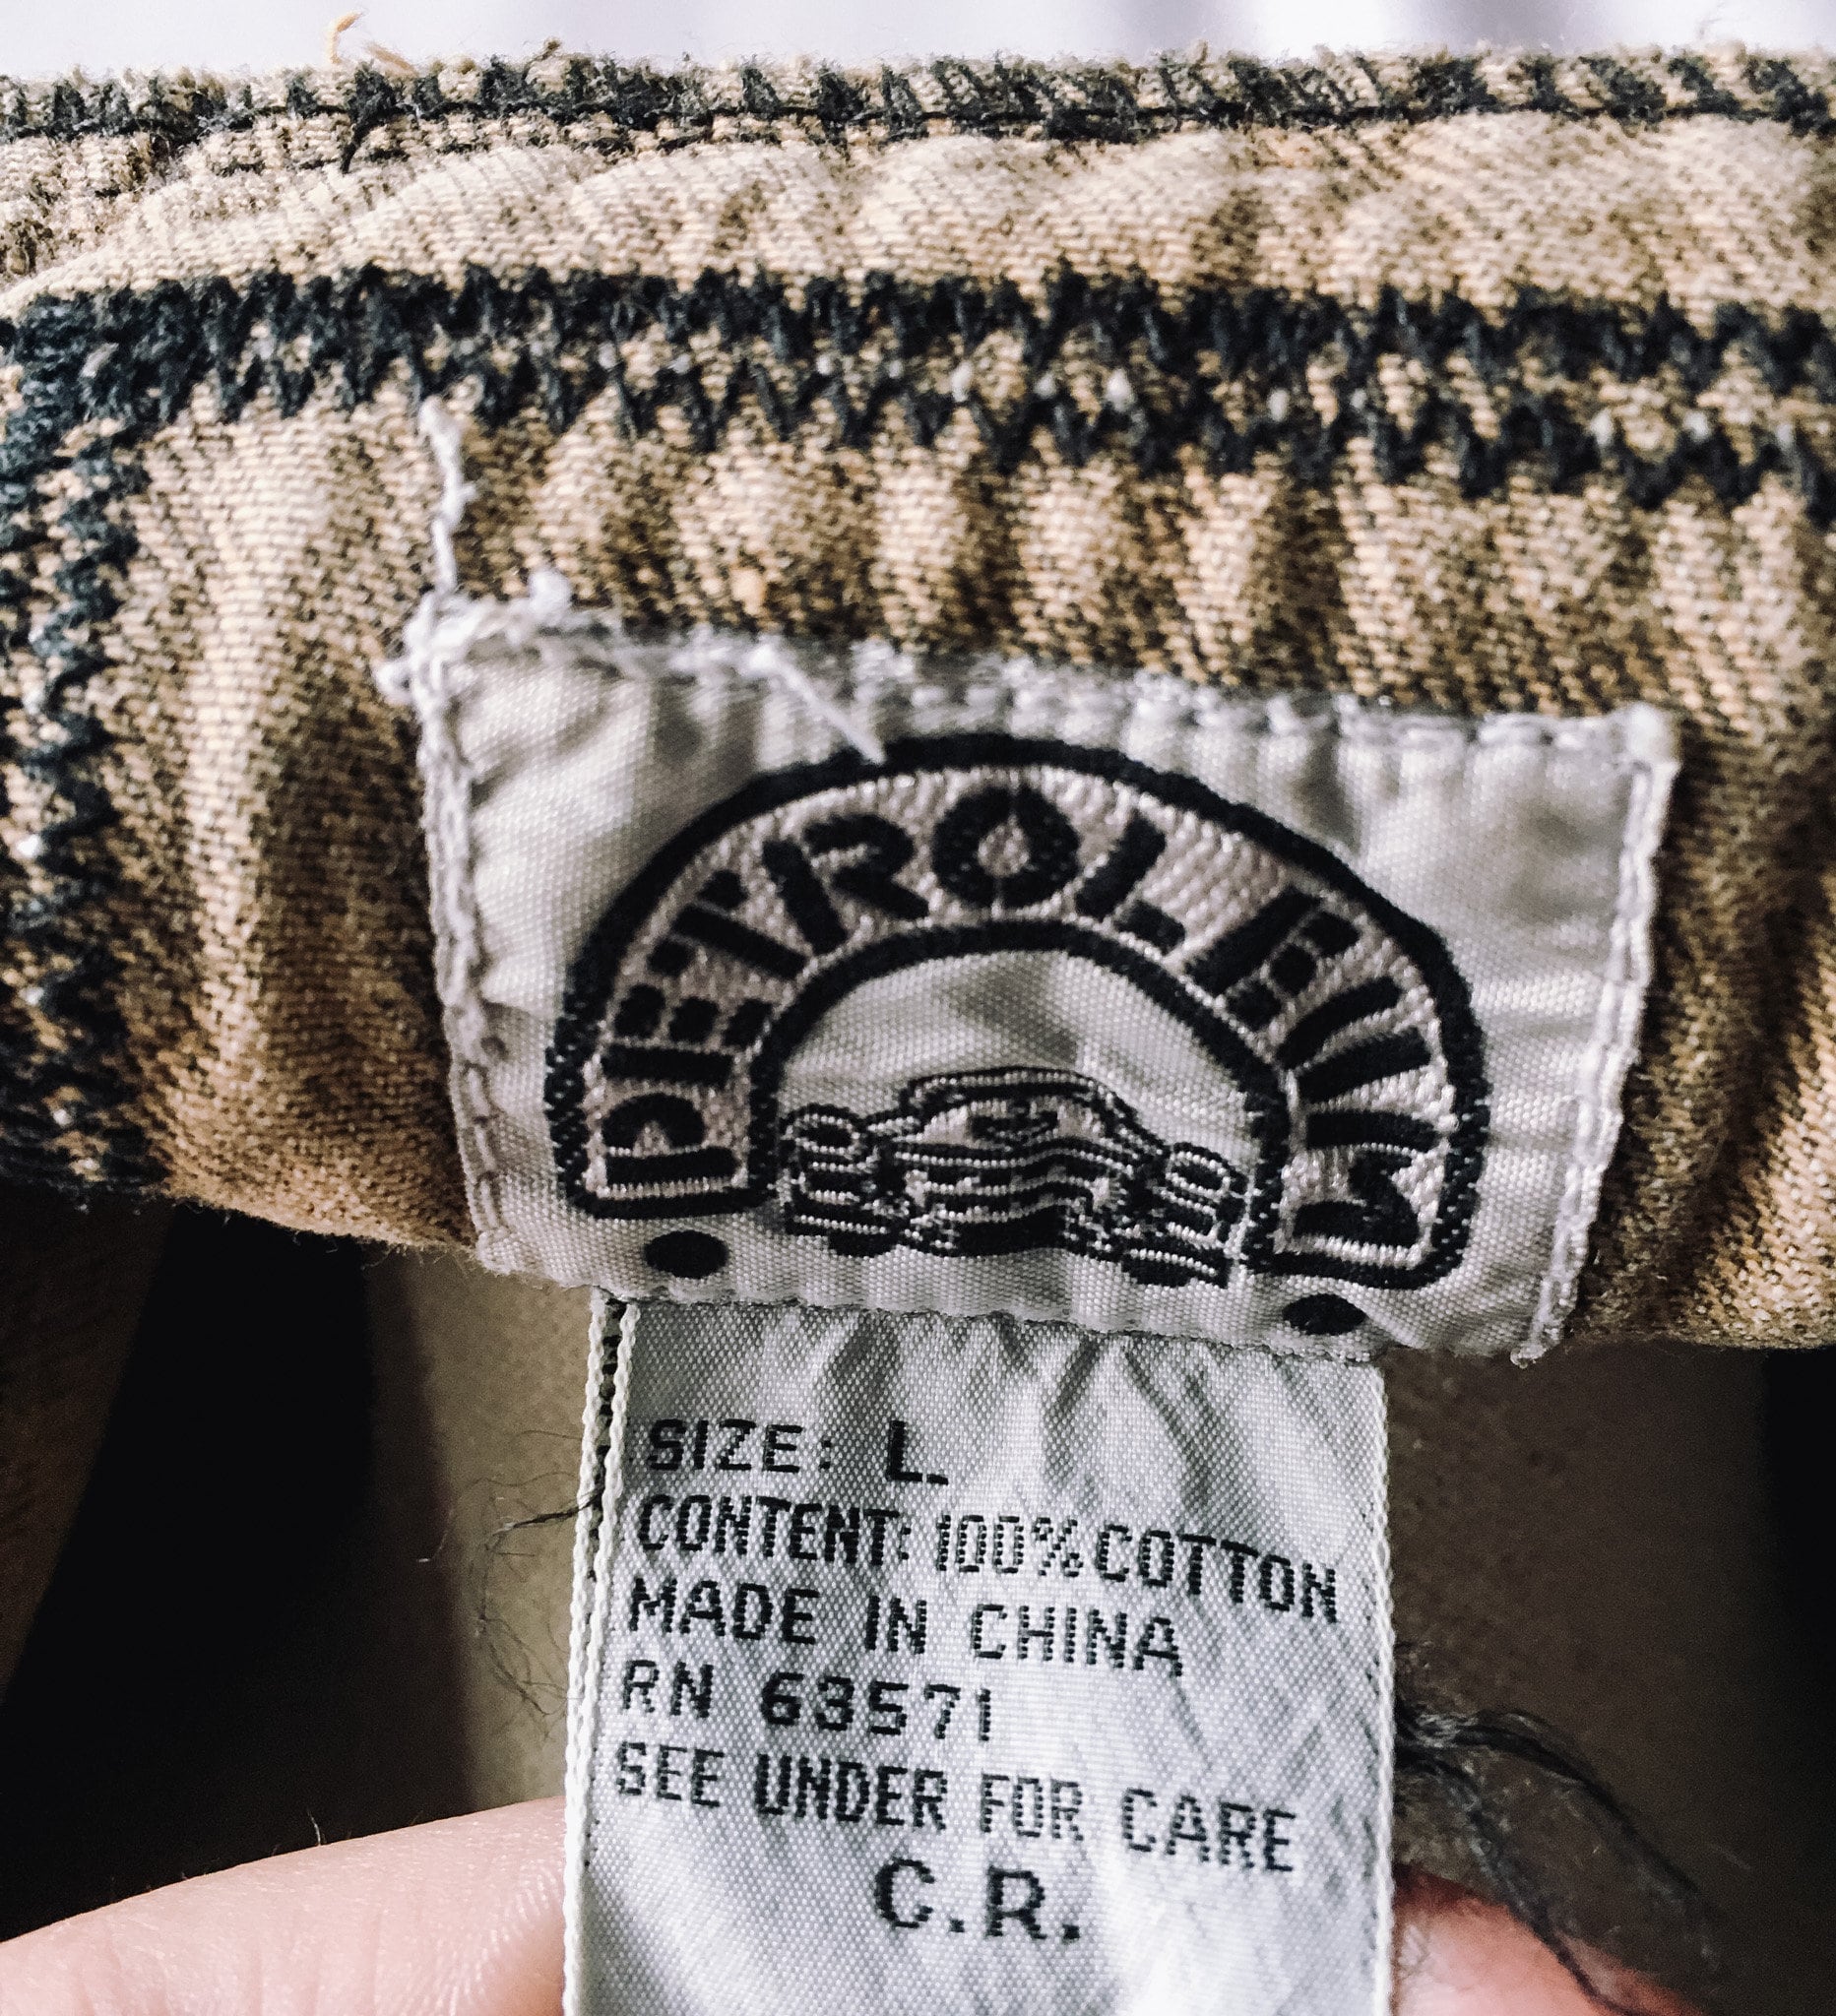 PETROLEUM
SIZE: L.
CONTENT: 100% COTTON
MADE IN CHINA
RN 63571
SEE UNDER FOR CARE
C.R.